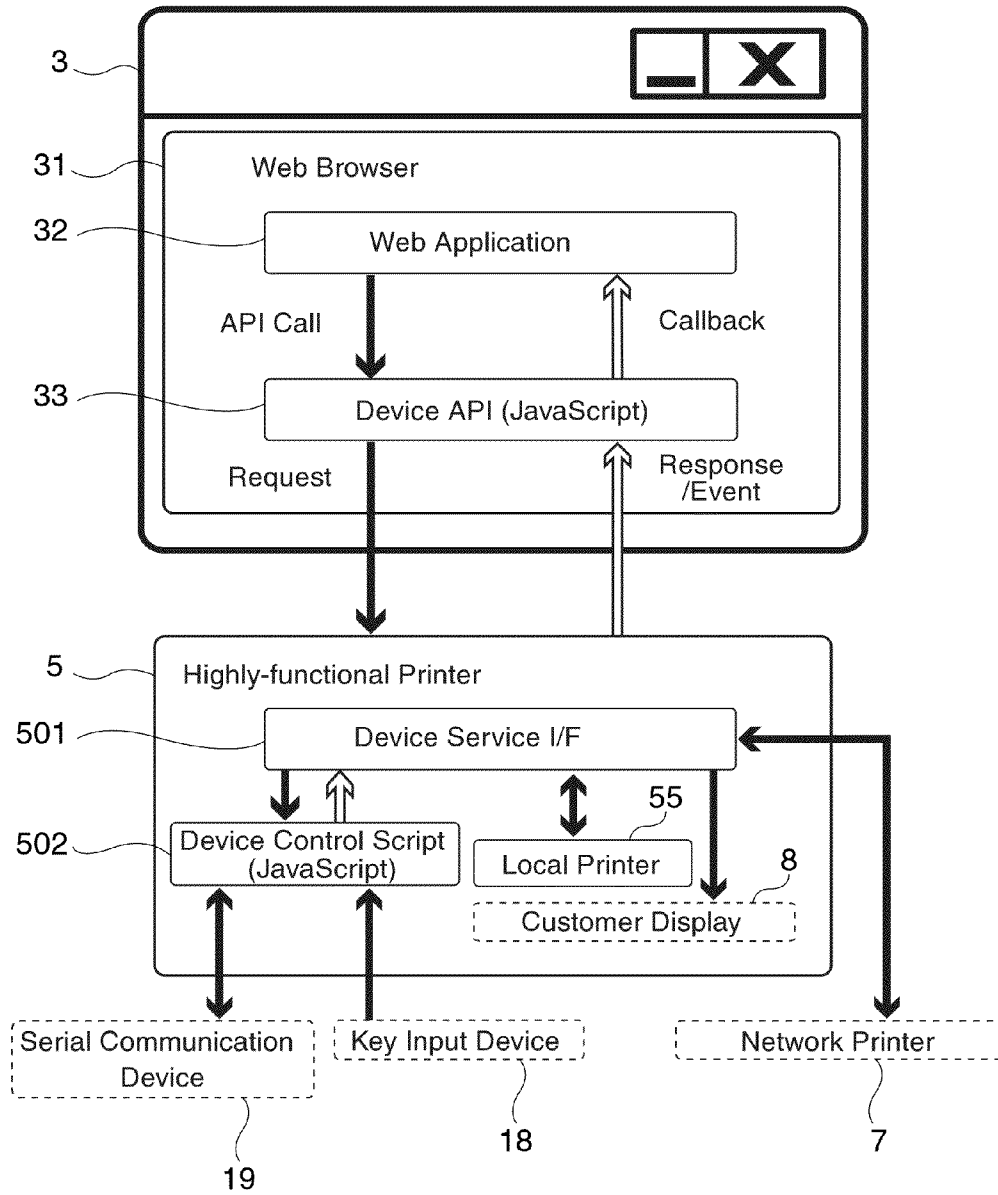 3
31
Web Browser
32
Web Application
API Call
Callback
33
Device API (JavaScript)
Request
Response
/Event
5
Highly-functional Printer
501
Device Service I/F
55
502
Device Control Script
(JavaScript)
Local Printer
8
Customer Display
Serial Communication
Device
Key Input Device
Network Printer
19
18
7